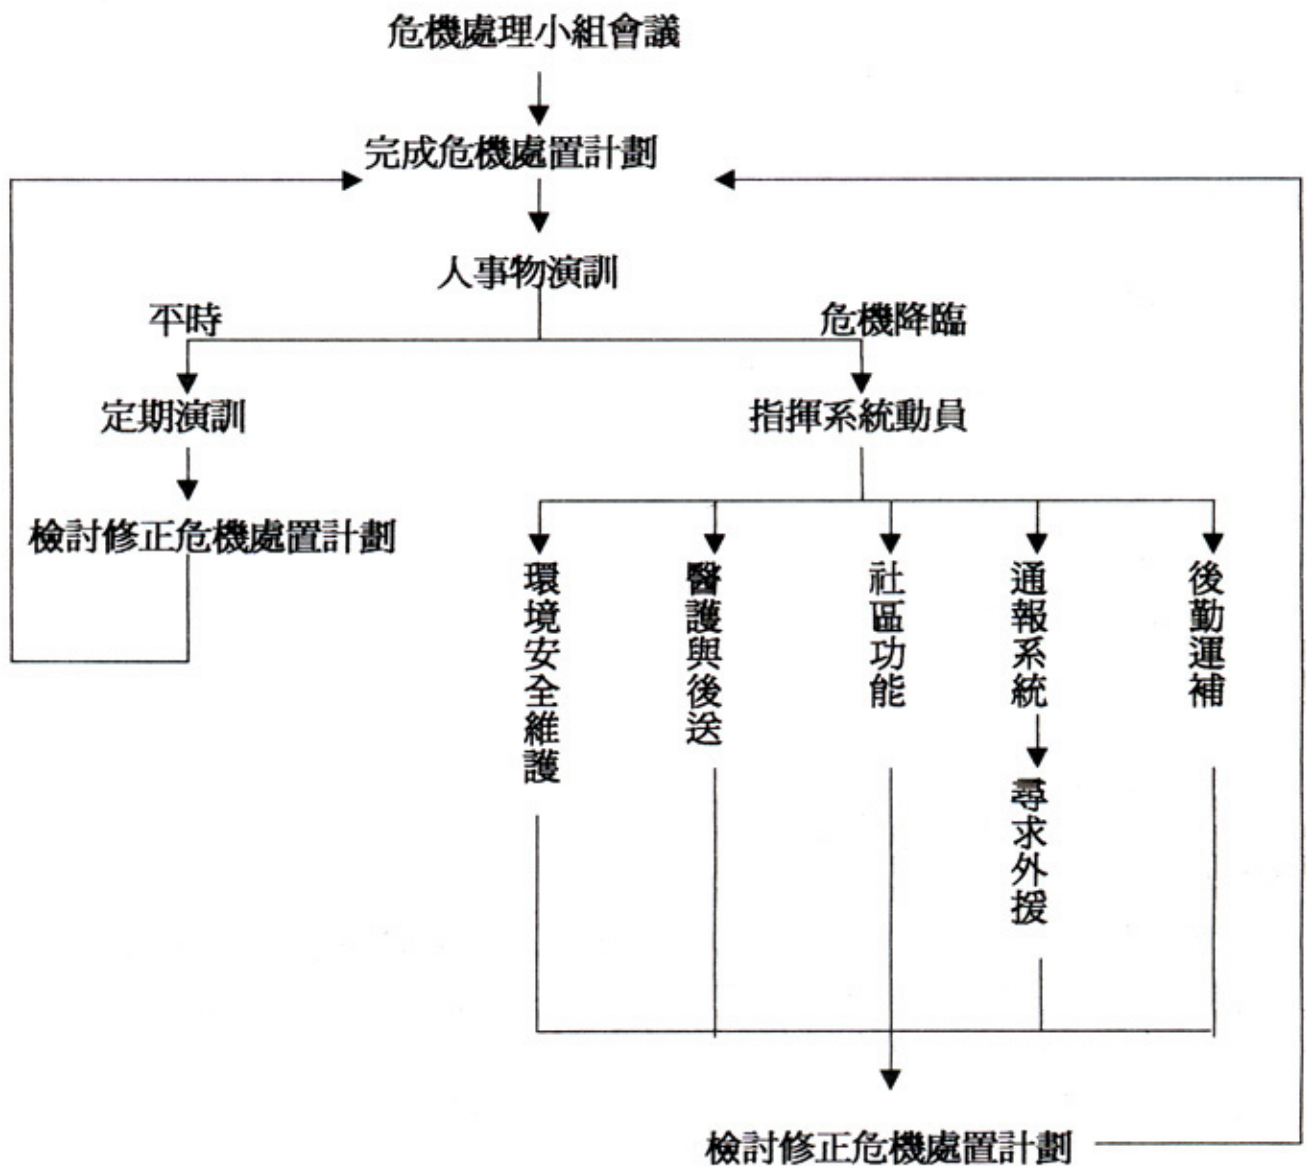 危機處理小組會議
完成危機處置計劃
人事物演訓
平時
危機降臨
定期演訓
指揮系統動員
檢討修正危機處置計劃
環境安全維護
醫護與後送
社區功能
通報系統
尋求外援
後勤運補
檢討修正危機處置計劃